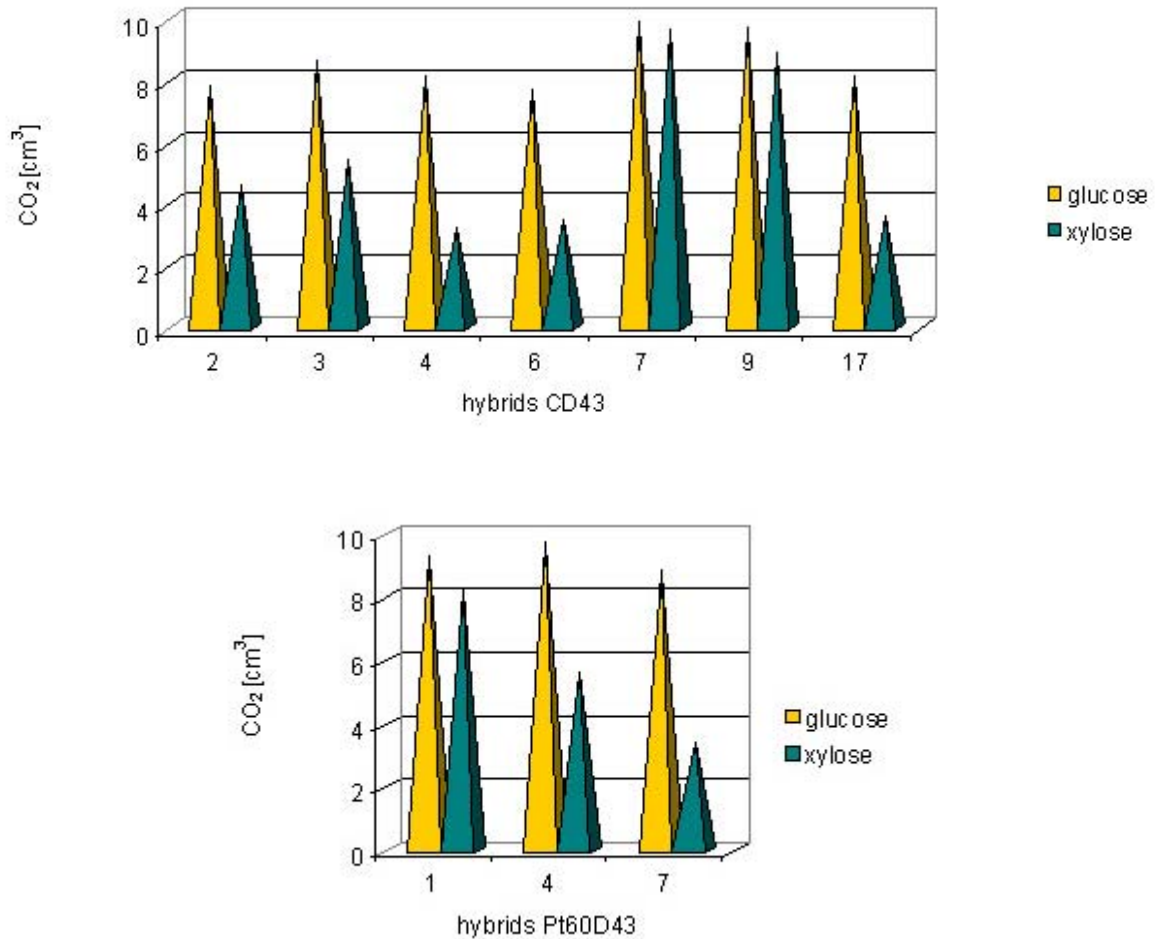 10
8
6
4
2
0
CO₂[cm³]
2 3 4 6 7 9 17
hybrids CD43
glucose
xylose
10
8
6
4
2
0
CO₂[cm³]
1 4 7
hybrids Pt60D43
glucose
xylose